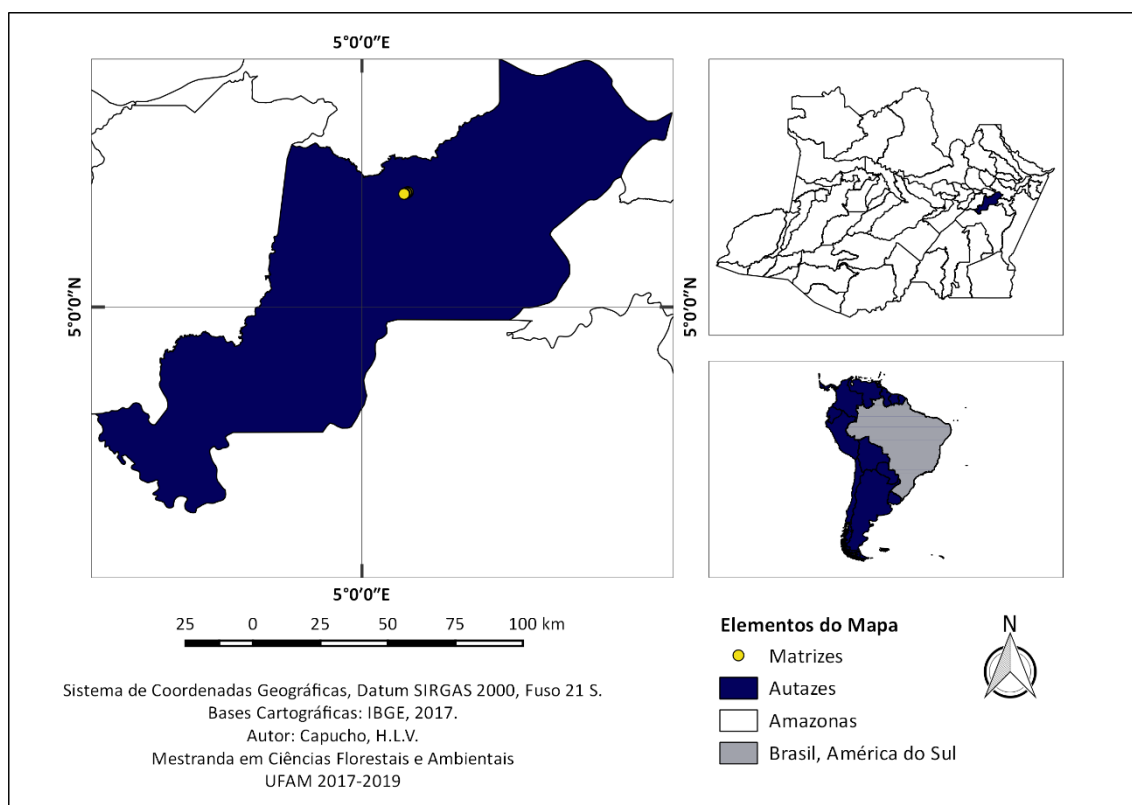 5°0'0"E
5°0'0"N
5°0'0"N
5°0'0"E
25 0 25 50 75 100 km
Sistema de Coordenadas Geográficas, Datum SIRGAS 2000, Fuso 21 S.
Bases Cartográficas: IBGE, 2017.
Autor: Capucho, H.L.V.
Mestranda em Ciências Florestais e Ambientais
UFAM 2017-2019
Elementos do Mapa
N
Matrizes
Autazes
Amazonas
Brasil, América do Sul